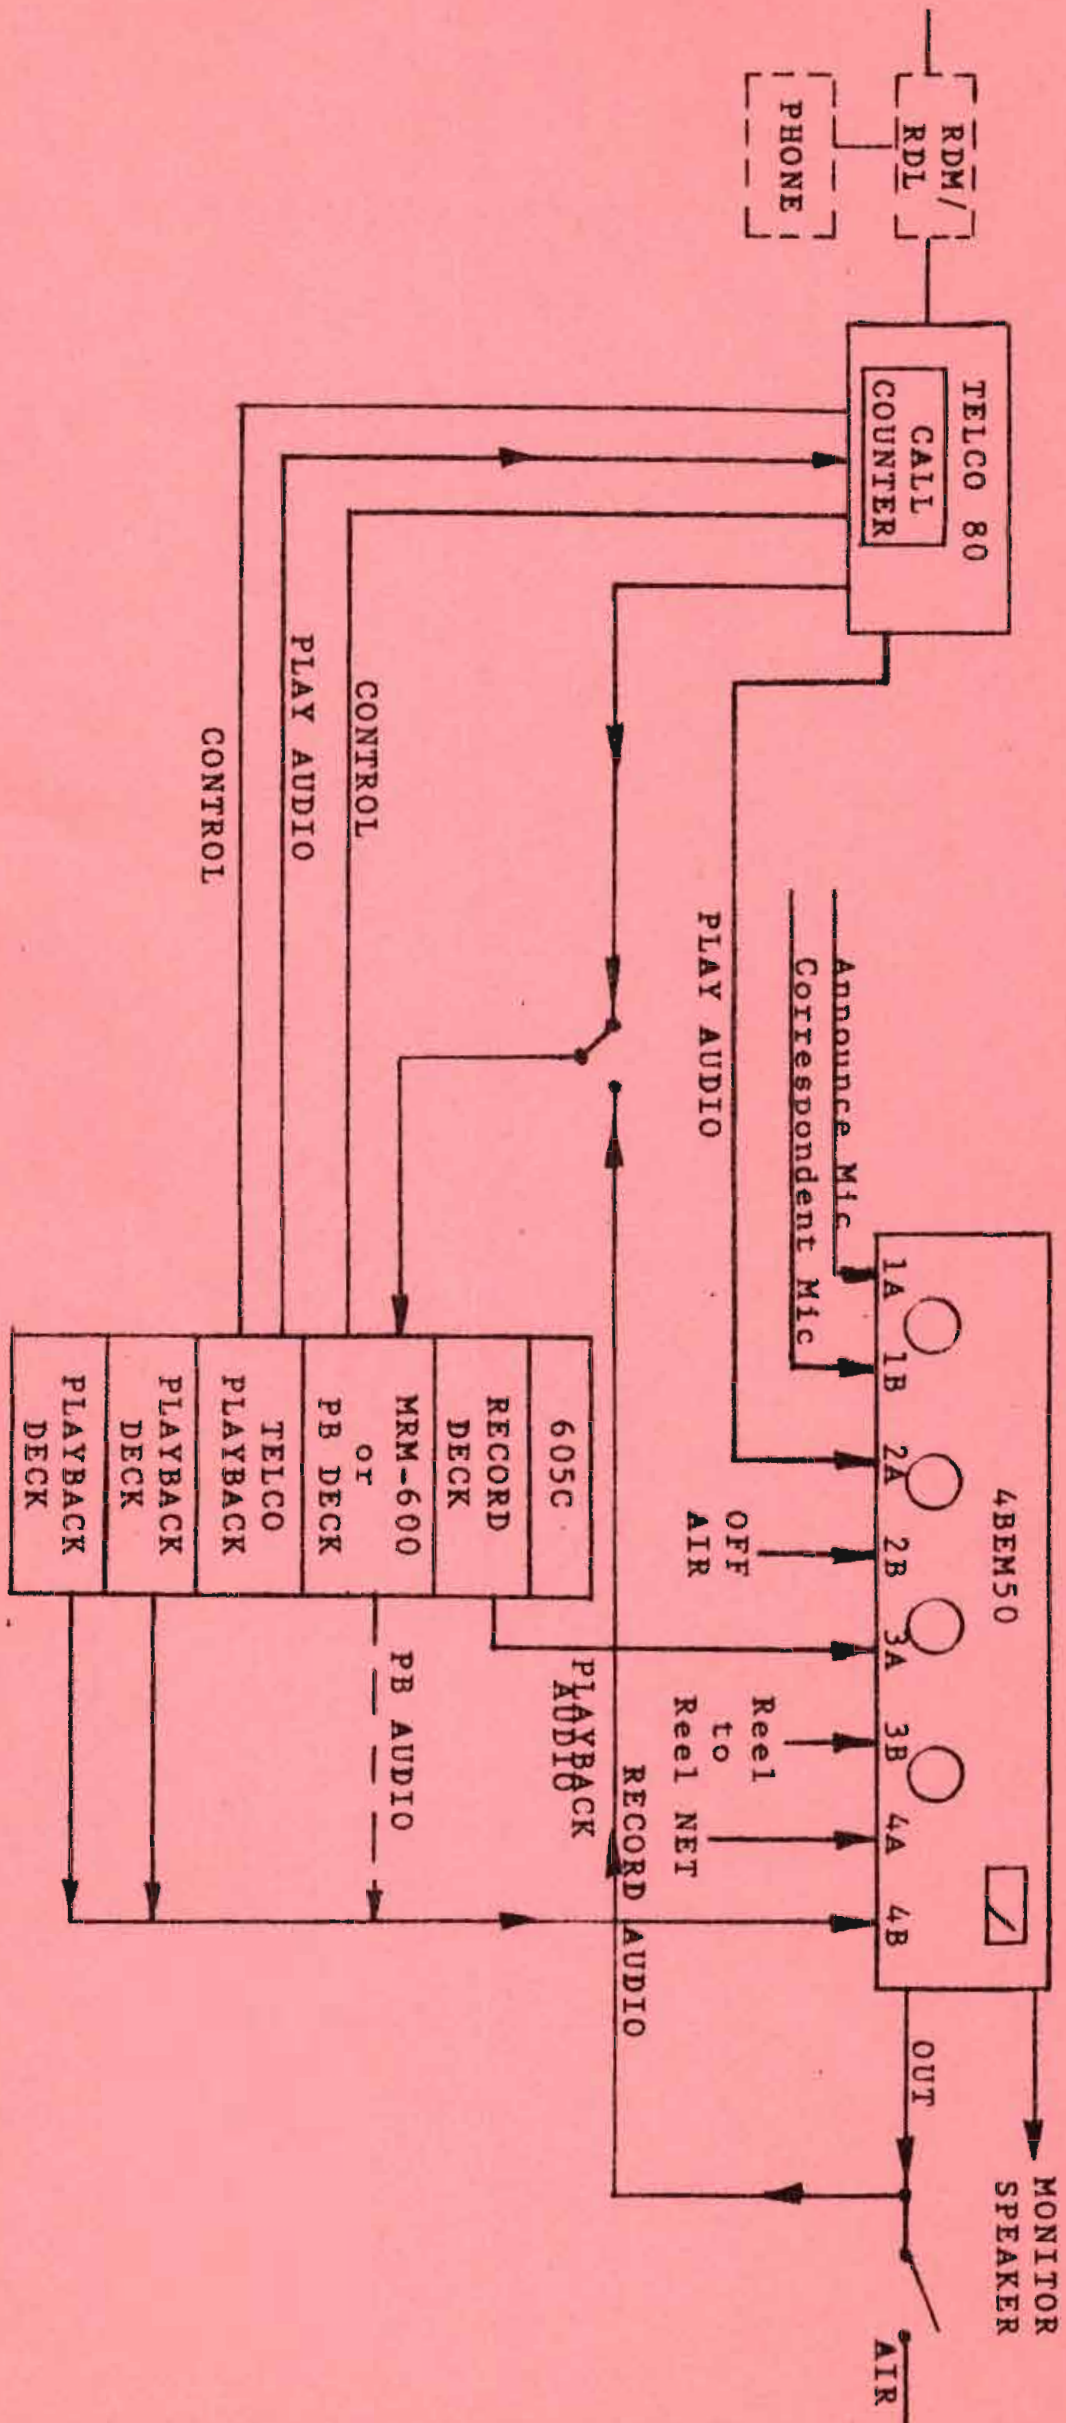 RDM/
RDL
PHONE
TELCO 80
CALL
COUNTER
CONTROL
PLAY AUDIO
CONTROL
PLAY AUDIO
Announce Mic
Correspondent Mic
4BEM50
1A
1B
2A
2B
3A
3B
4A
4B
OFF
AIR
Reel
to
Reel
NET
OUT
MONITOR
SPEAKER
AIR
RECORD AUDIO
PLAYBACK
AUDIO
PB AUDIO
605C
RECORD
DECK
MRM-600
or
PB DECK
TELCO
PLAYBACK
PLAYBACK
DECK
PLAYBACK
DECK